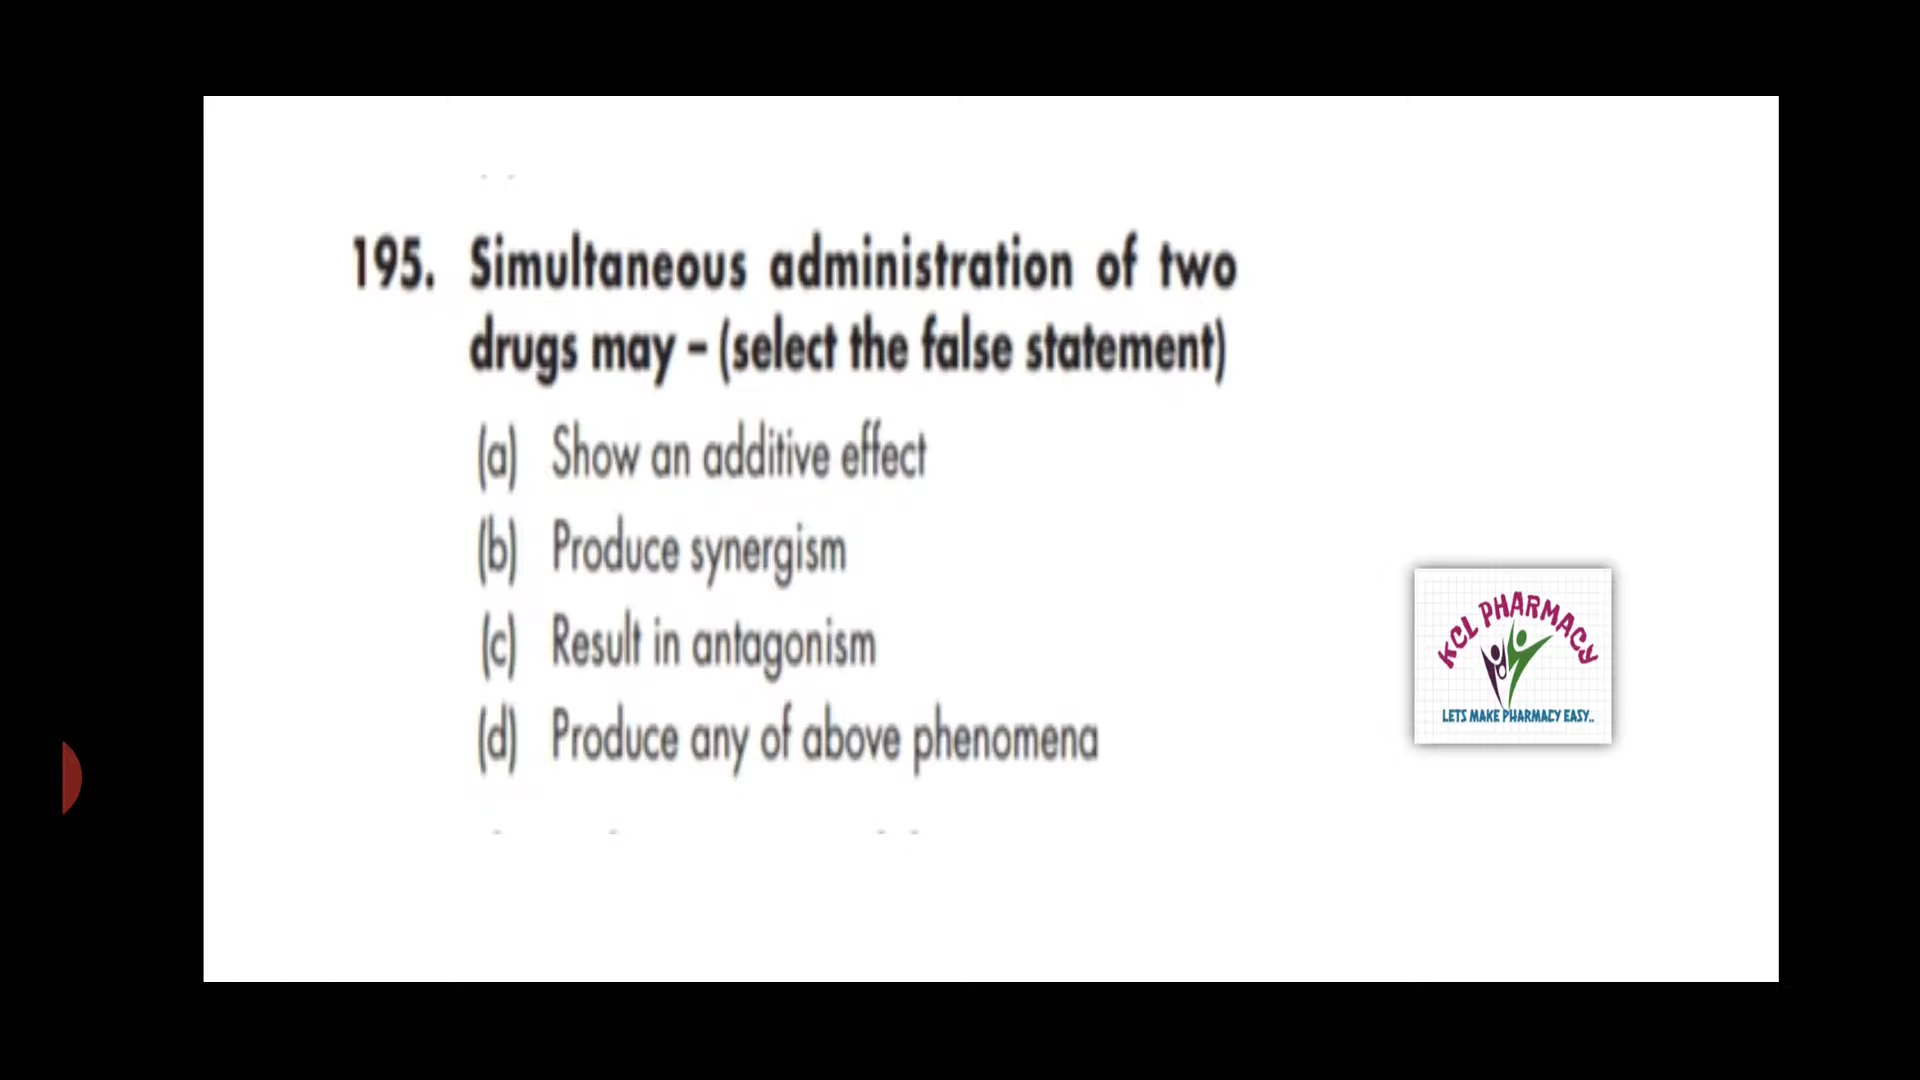 195. Simultaneous administration of two
drugs may – (select the false statement)
(a) Show an additive effect
(b) Produce synergism
(c) Result in antagonism
(d) Produce any of above phenomena
KCL PHARMACY
LETS MAKE PHARMACY EASY..